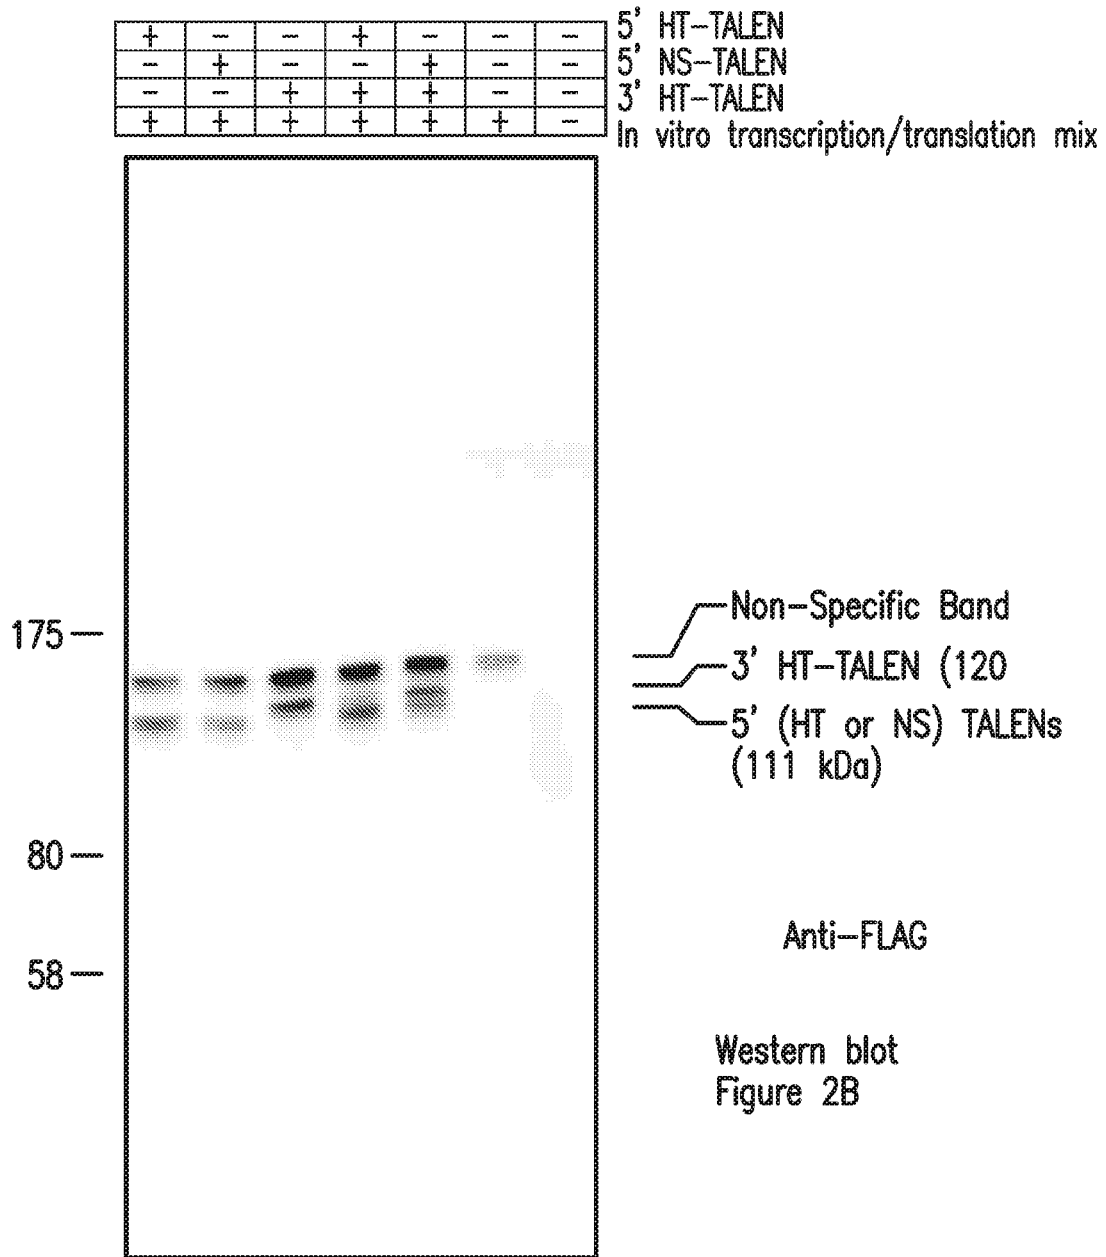 + - - + - - - 5' HT-TALEN
- + - - + - - 5' NS-TALEN
- - + + + - - 3' HT-TALEN
+ + + + + + - In vitro transcription/translation mix
175
Non-Specific Band
3' HT-TALEN (120
5' (HT or NS) TALENs
(111 kDa)
80
Anti-FLAG
58
Western blot
Figure 2B